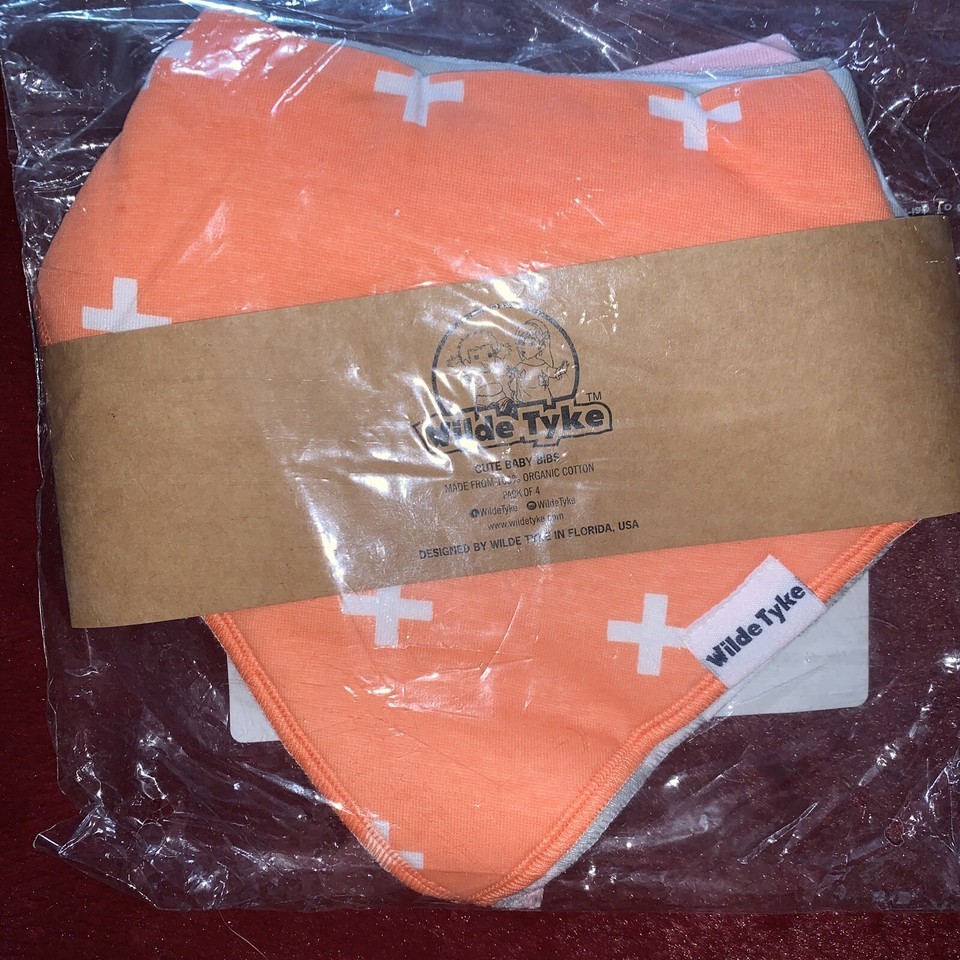 Wilde Tyke
TM
CUTE BABY BIBS
MADE FROM 100% ORGANIC COTTON
PACK OF 4
WildeTyke WildeTyke
www.wildetyke.com
DESIGNED BY WILDE TYKE IN FLORIDA, USA
Wilde Tyke